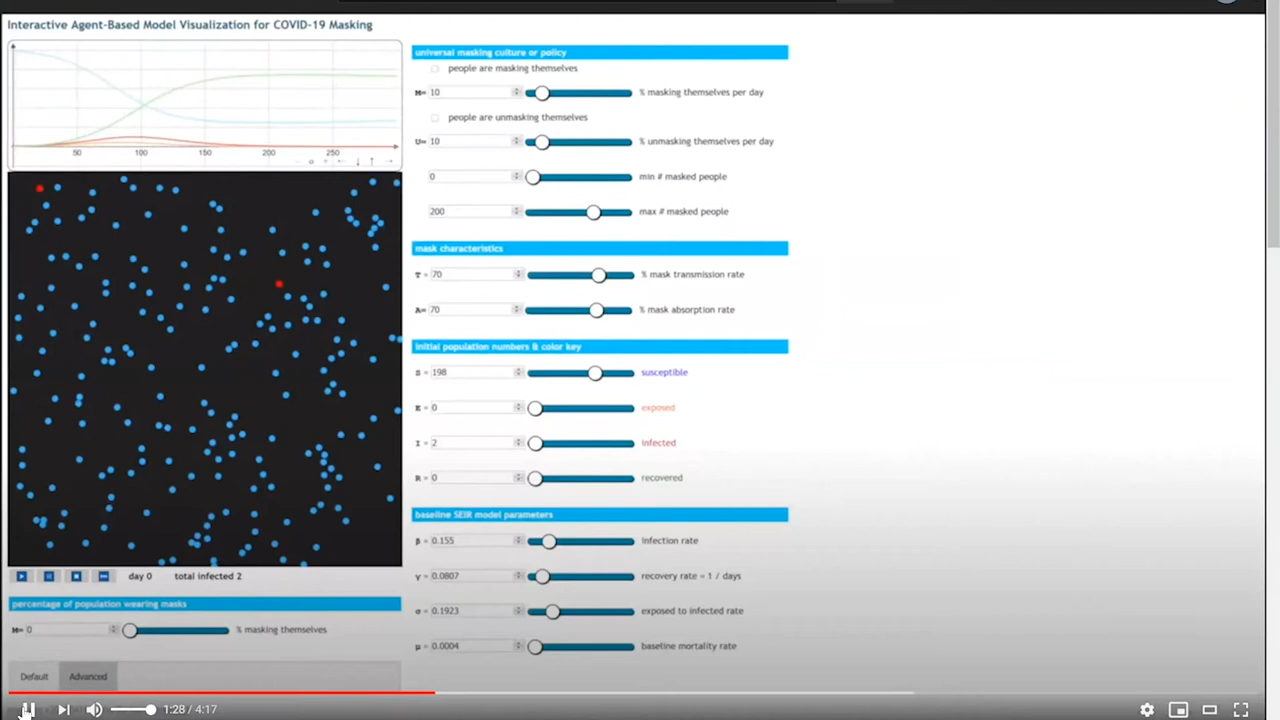 Interactive Agent-Based Model Visualization for COVID-19 Masking
50 100 150 200 250
- o + ← ↓ ↑ →
day 0 total infected 2
percentage of population wearing masks
M= 0 % masking themselves
Default Advanced
universal masking culture or policy
people are masking themselves
M= 10 % masking themselves per day
people are unmasking themselves
U= 10 % unmasking themselves per day
0 min # masked people
200 max # masked people
mask characteristics
T = 70 % mask transmission rate
A= 70 % mask absorption rate
initial population numbers & color key
S = 198 susceptible
E = 0 exposed
I = 2 infected
R = 0 recovered
baseline SEIR model parameters
β = 0.155 infection rate
γ = 0.0807 recovery rate = 1 / days
σ = 0.1923 exposed to infected rate
μ = 0.0004 baseline mortality rate
1:28 / 4:17